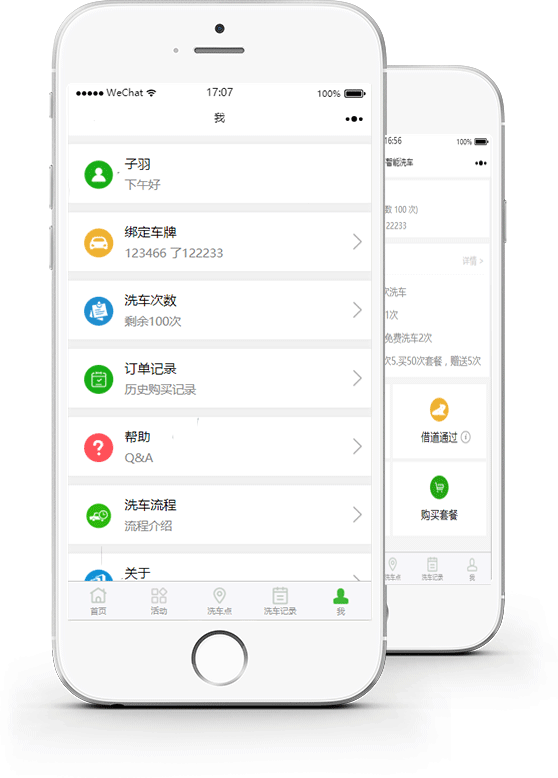 WeChat 17:07 100%
我
子羽
下午好
绑定车牌
123466 了122233
洗车次数
剩余100次
订单记录
历史购买记录
帮助
Q&A
洗车流程
流程介绍
关于
首页 活动 洗车点 洗车记录 我
16:56 100%
智能洗车
数 100 次)
22233
详情 >
次洗车
1次
免费洗车2次
次5,买50次套餐，赠送5次
借道通过
购买套餐
洗车点 洗车记录 我